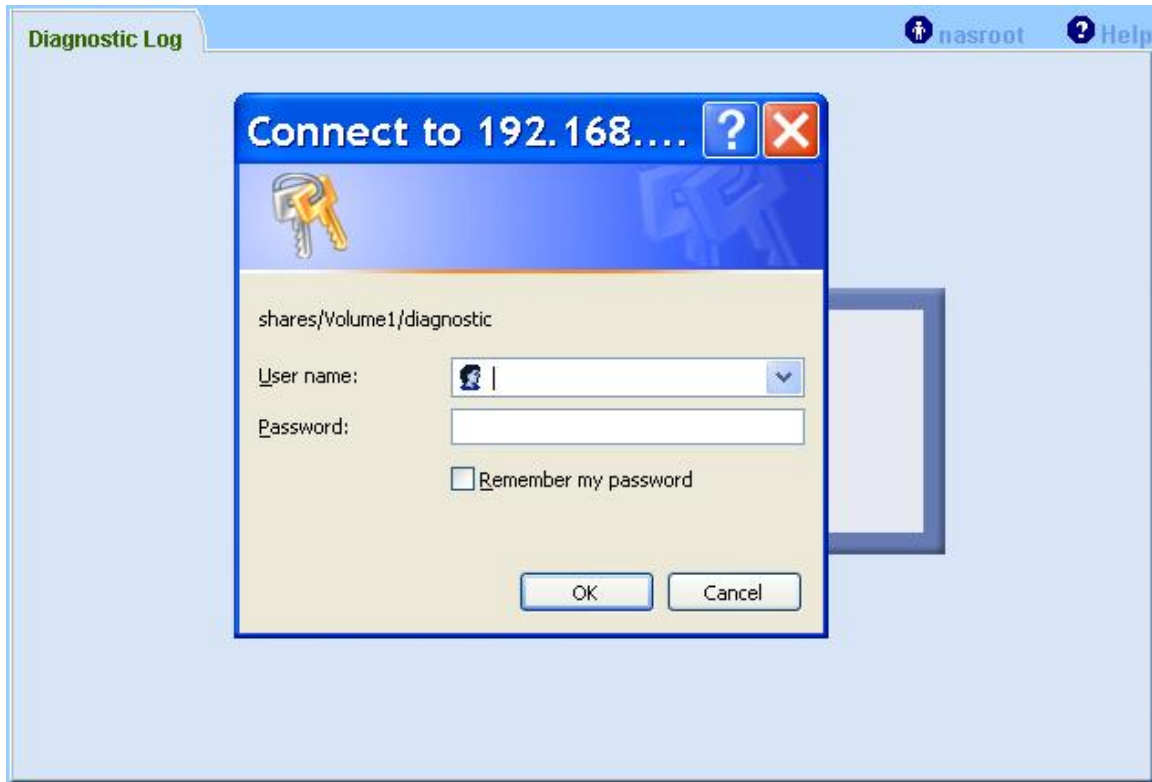 Diagnostic Log
nasroot
Help
Connect to 192.168....
shares/Volume1/diagnostic
User name:
Password:
Remember my password
OK
Cancel